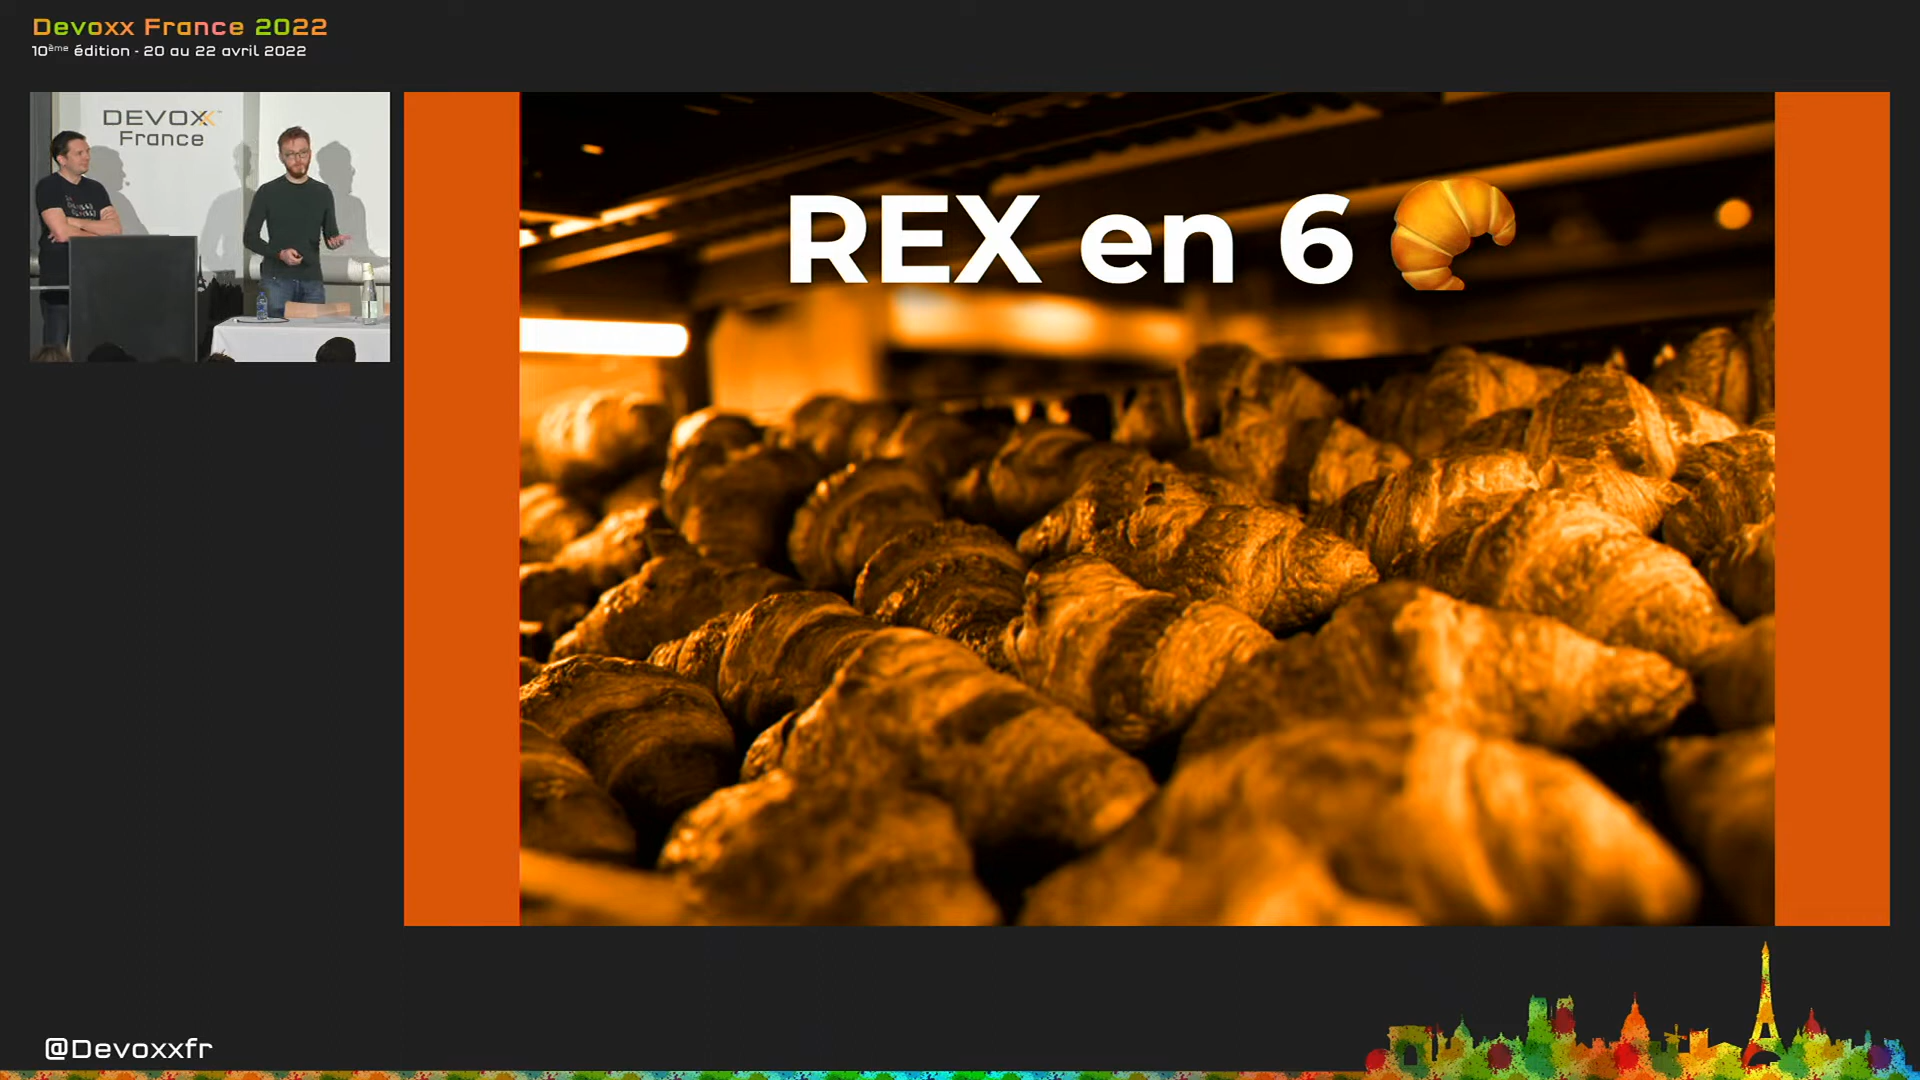 Devoxx France 2022
10ème édition - 20 au 22 avril 2022
DEVOXX
France
REX en 6 🥐
@Devoxxfr